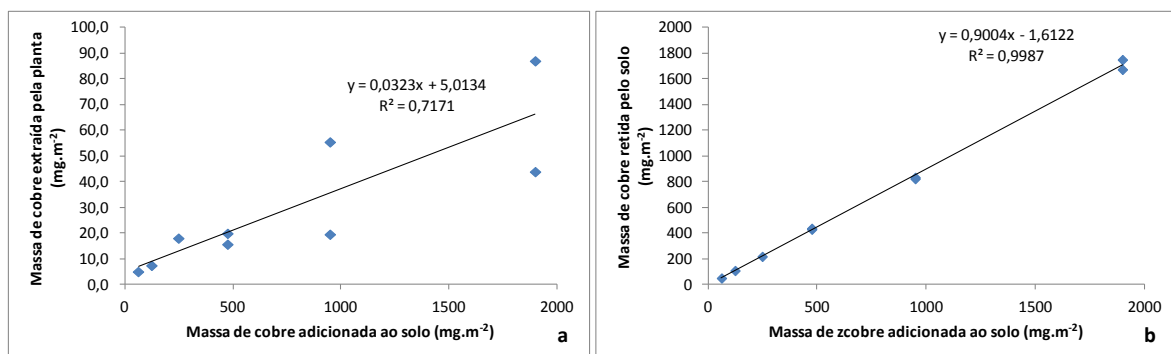 Massa de cobre extraída pela planta
(mg.m-2)
100,0
90,0
80,0
70,0
60,0
50,0
40,0
30,0
20,0
10,0
0,0
y = 0,0323x + 5,0134
R² = 0,7171
0 500 1000 1500 2000
Massa de cobre adicionada ao solo (mg.m-2)
a
Massa de cobre retida pelo solo
(mg.m-2)
2000
1800
1600
1400
1200
1000
800
600
400
200
0
y = 0,9004x - 1,6122
R² = 0,9987
0 500 1000 1500 2000
Massa de zcobre adicionada ao solo (mg.m-2)
b